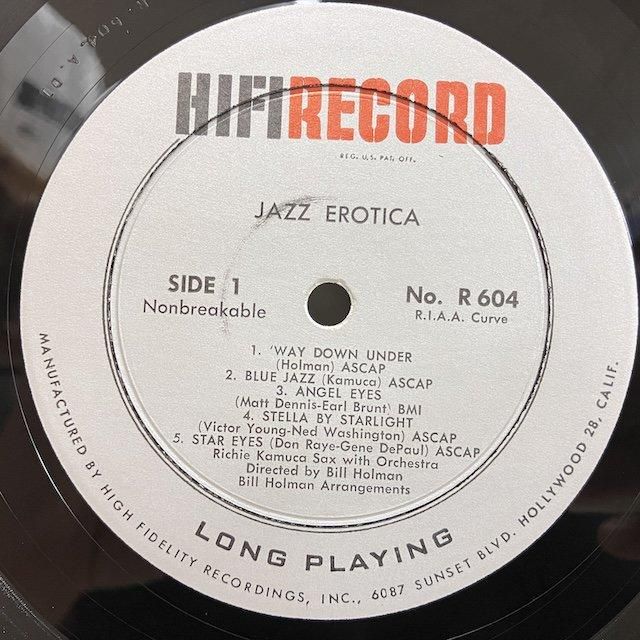 HIFIRECORD
REG. U.S. PAT. OFF.
JAZZ EROTICA
SIDE 1
Nonbreakable
No. R 604
R.I.A.A. Curve
1. 'WAY DOWN UNDER
(Holman) ASCAP
2. BLUE JAZZ (Kamuca) ASCAP
3. ANGEL EYES
(Matt Dennis-Earl Brunt) BMI
4. STELLA BY STARLIGHT
(Victor Young-Ned Washington) ASCAP
5. STAR EYES (Don Raye-Gene DePaul) ASCAP
Richie Kamuca Sax with Orchestra
Directed by Bill Holman
Bill Holman Arrangements
LONG PLAYING
MANUFACTURED BY HIGH FIDELITY RECORDINGS, INC., 6087 SUNSET BLVD. HOLLYWOOD 28, CALIF.